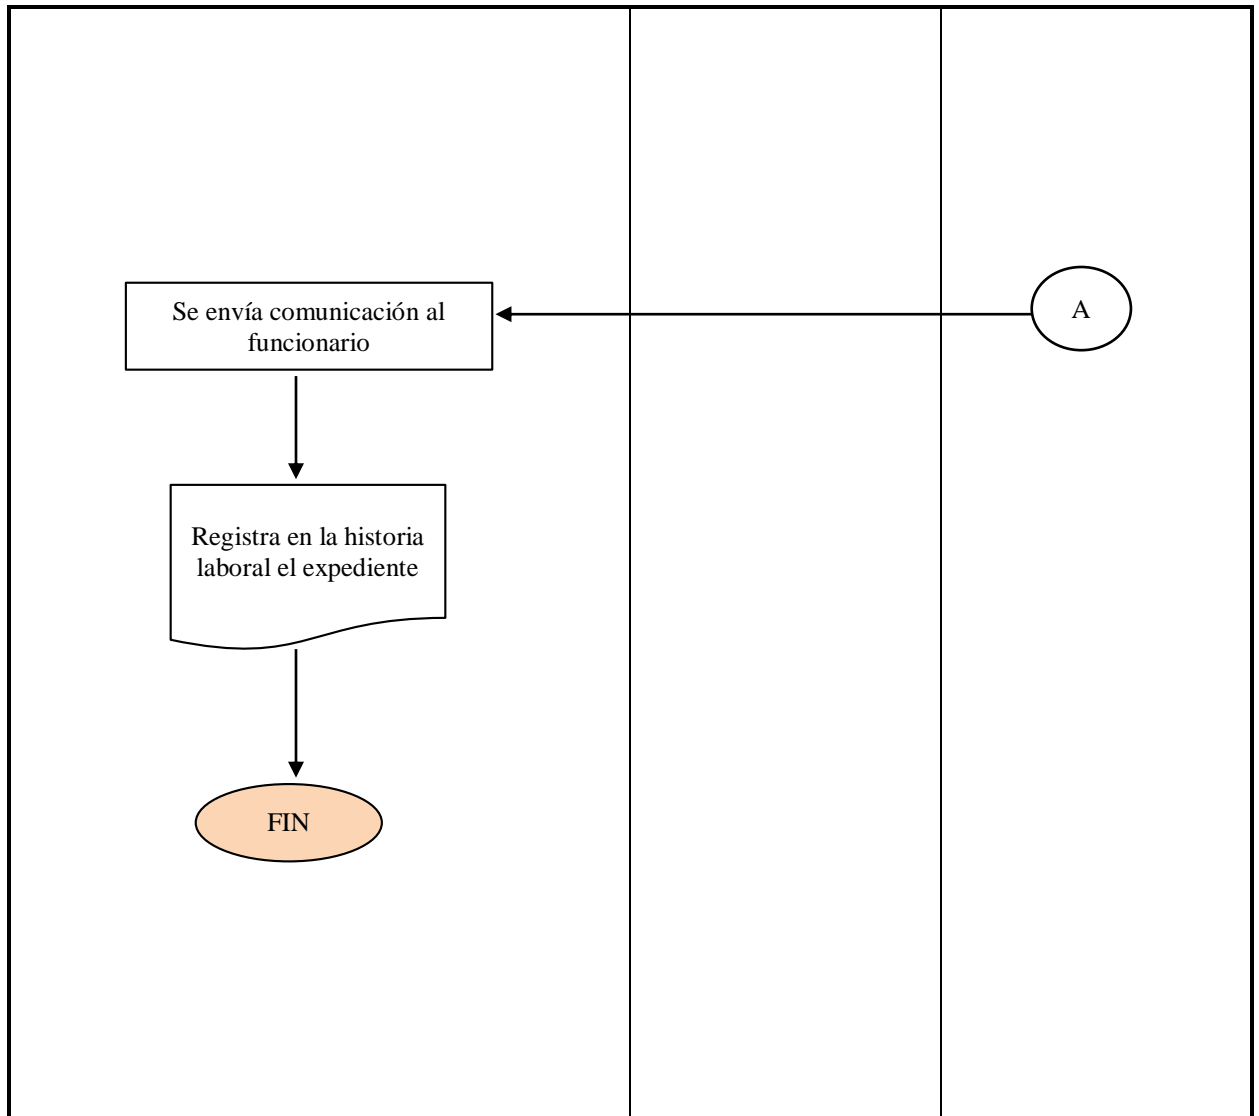 Se envía comunicación al
funcionario
A
Registra en la historia
laboral el expediente
FIN